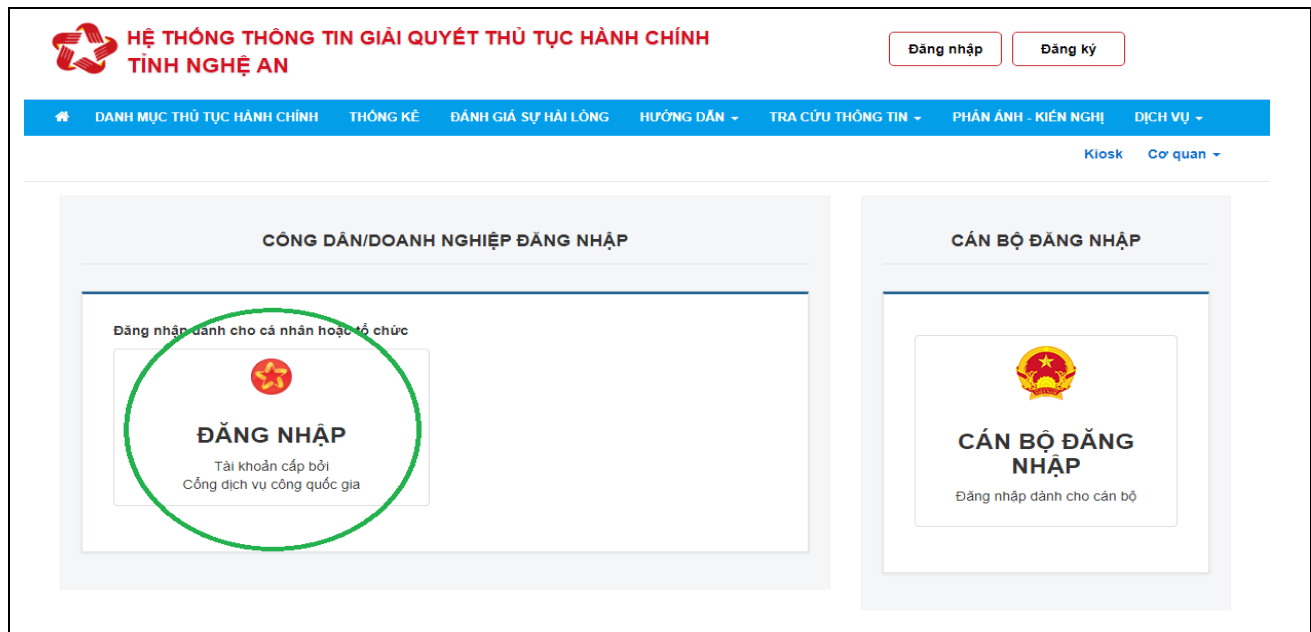 HỆ THỐNG THÔNG TIN GIẢI QUYẾT THỦ TỤC HÀNH CHÍNH
TỈNH NGHỆ AN
Đăng nhập
Đăng ký
DANH MỤC THỦ TỤC HÀNH CHÍNH
THỐNG KÊ
ĐÁNH GIÁ SỰ HÀI LÒNG
HƯỚNG DẪN
TRA CỨU THÔNG TIN
PHẢN ÁNH - KIẾN NGHỊ
DỊCH VỤ
Kiosk
Cơ quan
CÔNG DÂN/DOANH NGHIỆP ĐĂNG NHẬP
Đăng nhập dành cho cá nhân hoặc tổ chức
ĐĂNG NHẬP
Tài khoản cấp bởi
Cổng dịch vụ công quốc gia
CÁN BỘ ĐĂNG NHẬP
CÁN BỘ ĐĂNG
NHẬP
Đăng nhập dành cho cán bộ